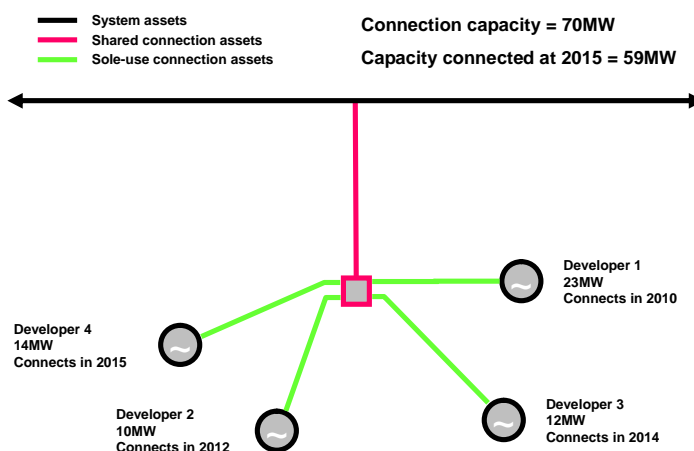 System assets
Shared connection assets
Sole-use connection assets
Connection capacity = 70MW
Capacity connected at 2015 = 59MW
Developer 1
23MW
Connects in 2010
Developer 4
14MW
Connects in 2015
Developer 2
10MW
Connects in 2012
Developer 3
12MW
Connects in 2014